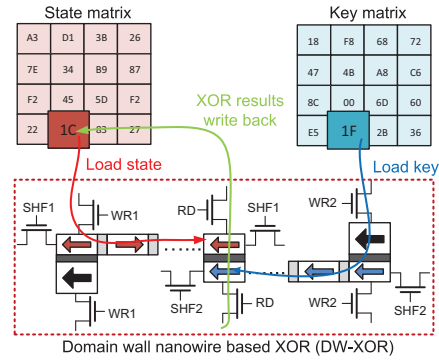 State matrix
Key matrix
A3 D1 3B 26
7E 34 B9 87
F2 45 5D F2
22 1C 83 27
18 F8 68 72
47 4B A8 C6
8C 00 6D 60
E5 1F 2B 36
XOR results
write back
Load state
Load key
SHF1
WR1
RD
SHF1
WR2
SHF2
WR1
RD
WR2
SHF2
Domain wall nanowire based XOR (DW-XOR)